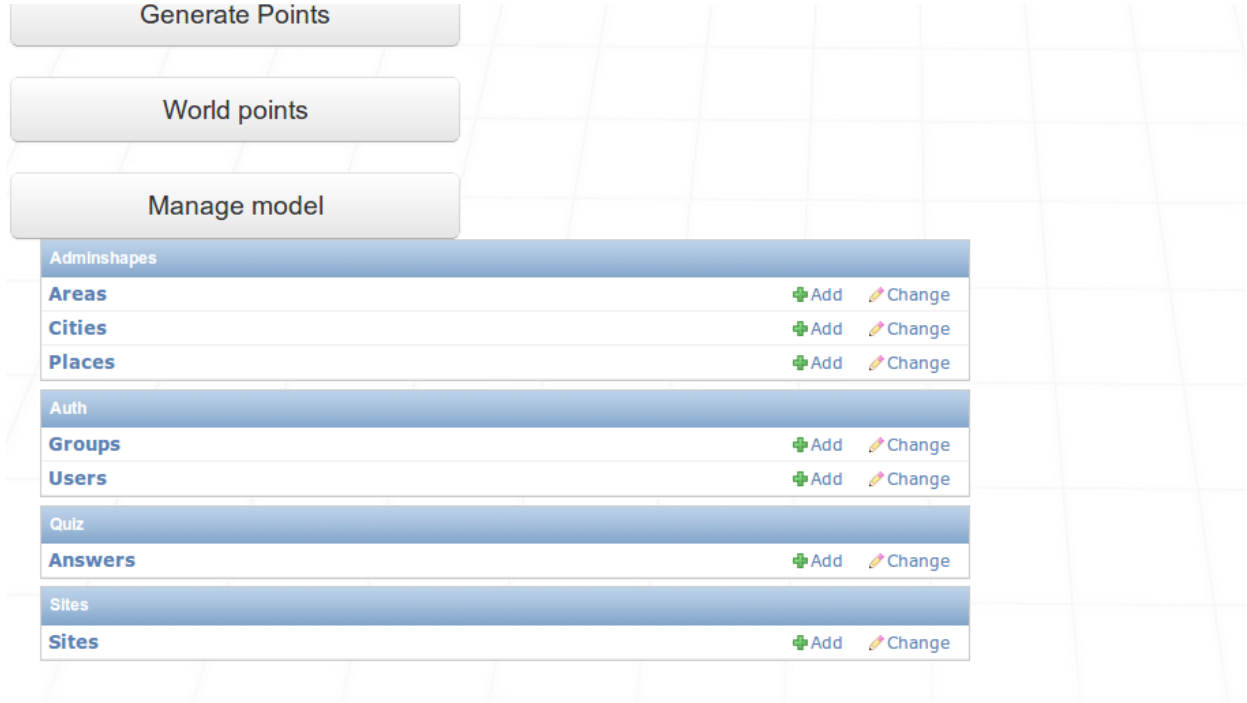 Generate Points
World points
Manage model
Adminshapes
Areas Add Change
Cities Add Change
Places Add Change
Auth
Groups Add Change
Users Add Change
Quiz
Answers Add Change
Sites
Sites Add Change